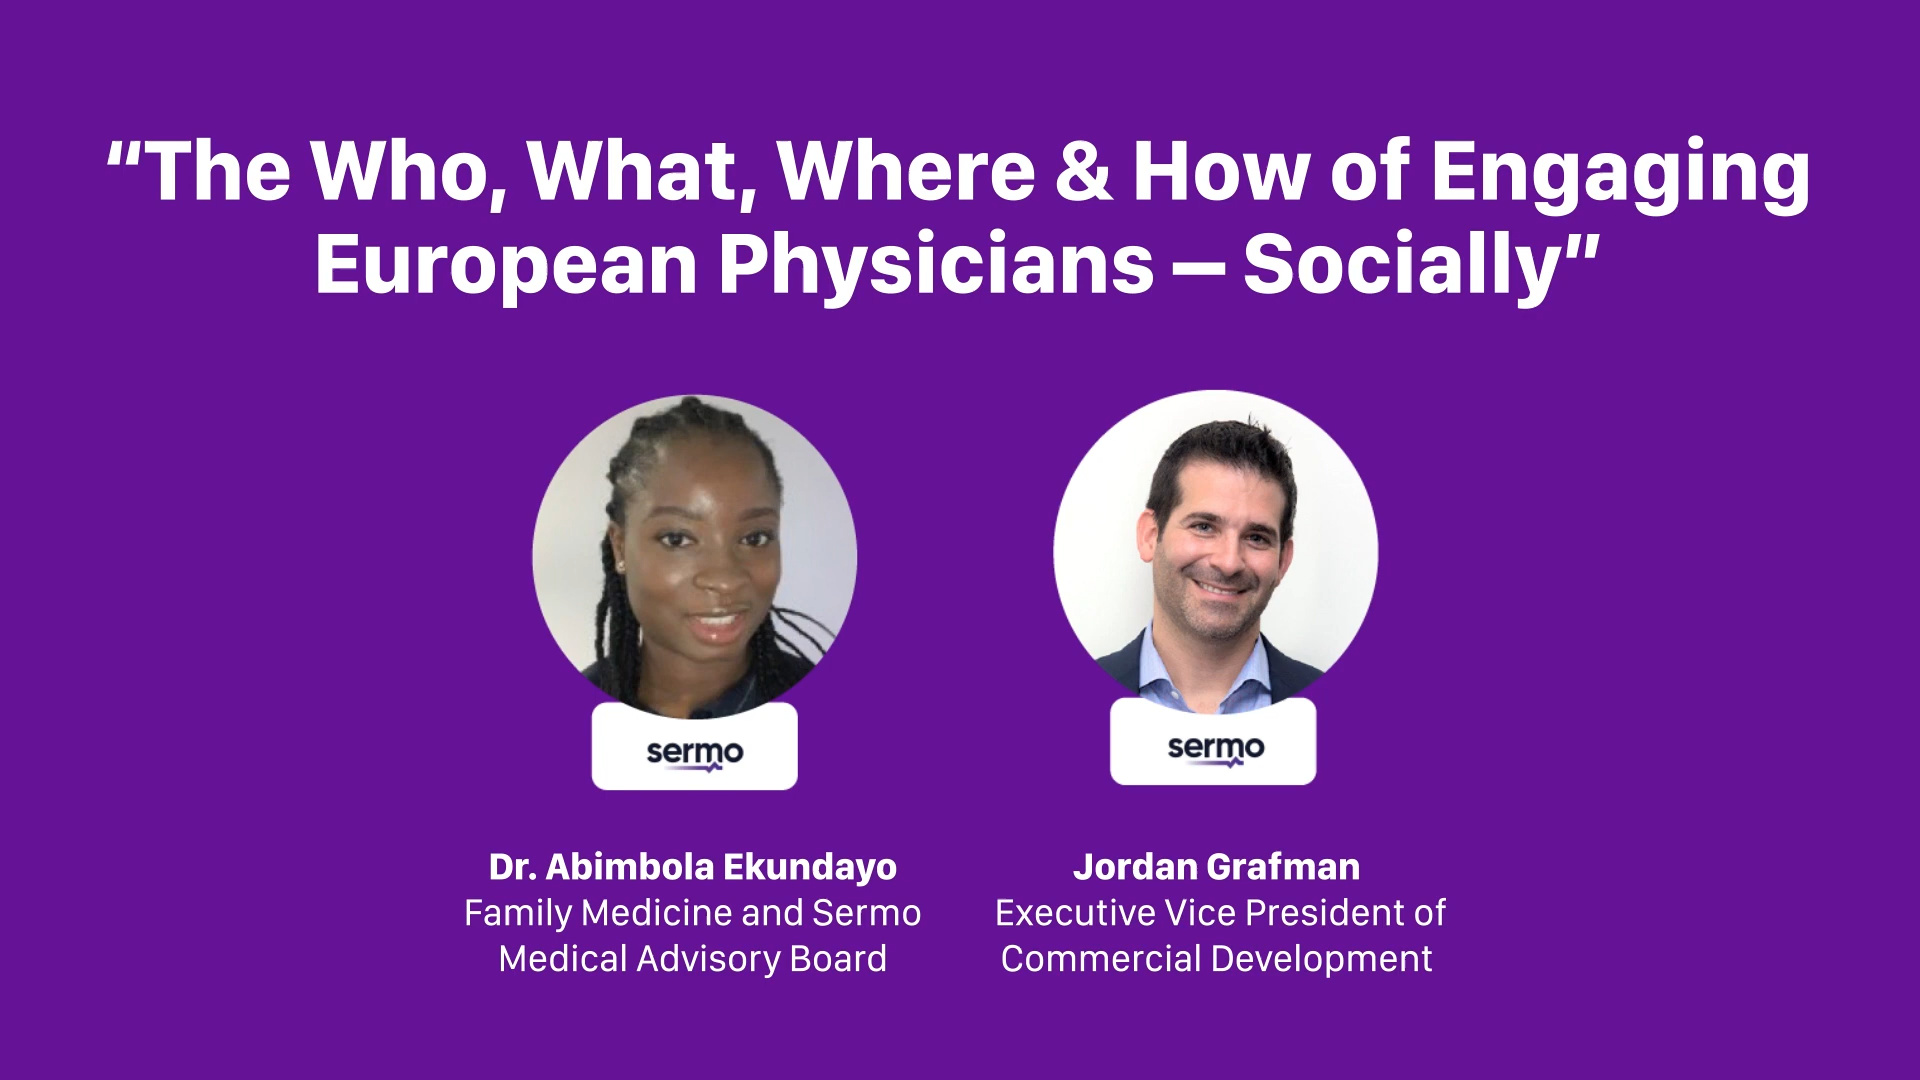 “The Who, What, Where & How of Engaging
European Physicians – Socially”
sermo
sermo
Dr. Abimbola Ekundayo
Family Medicine and Sermo
Medical Advisory Board
Jordan Grafman
Executive Vice President of
Commercial Development